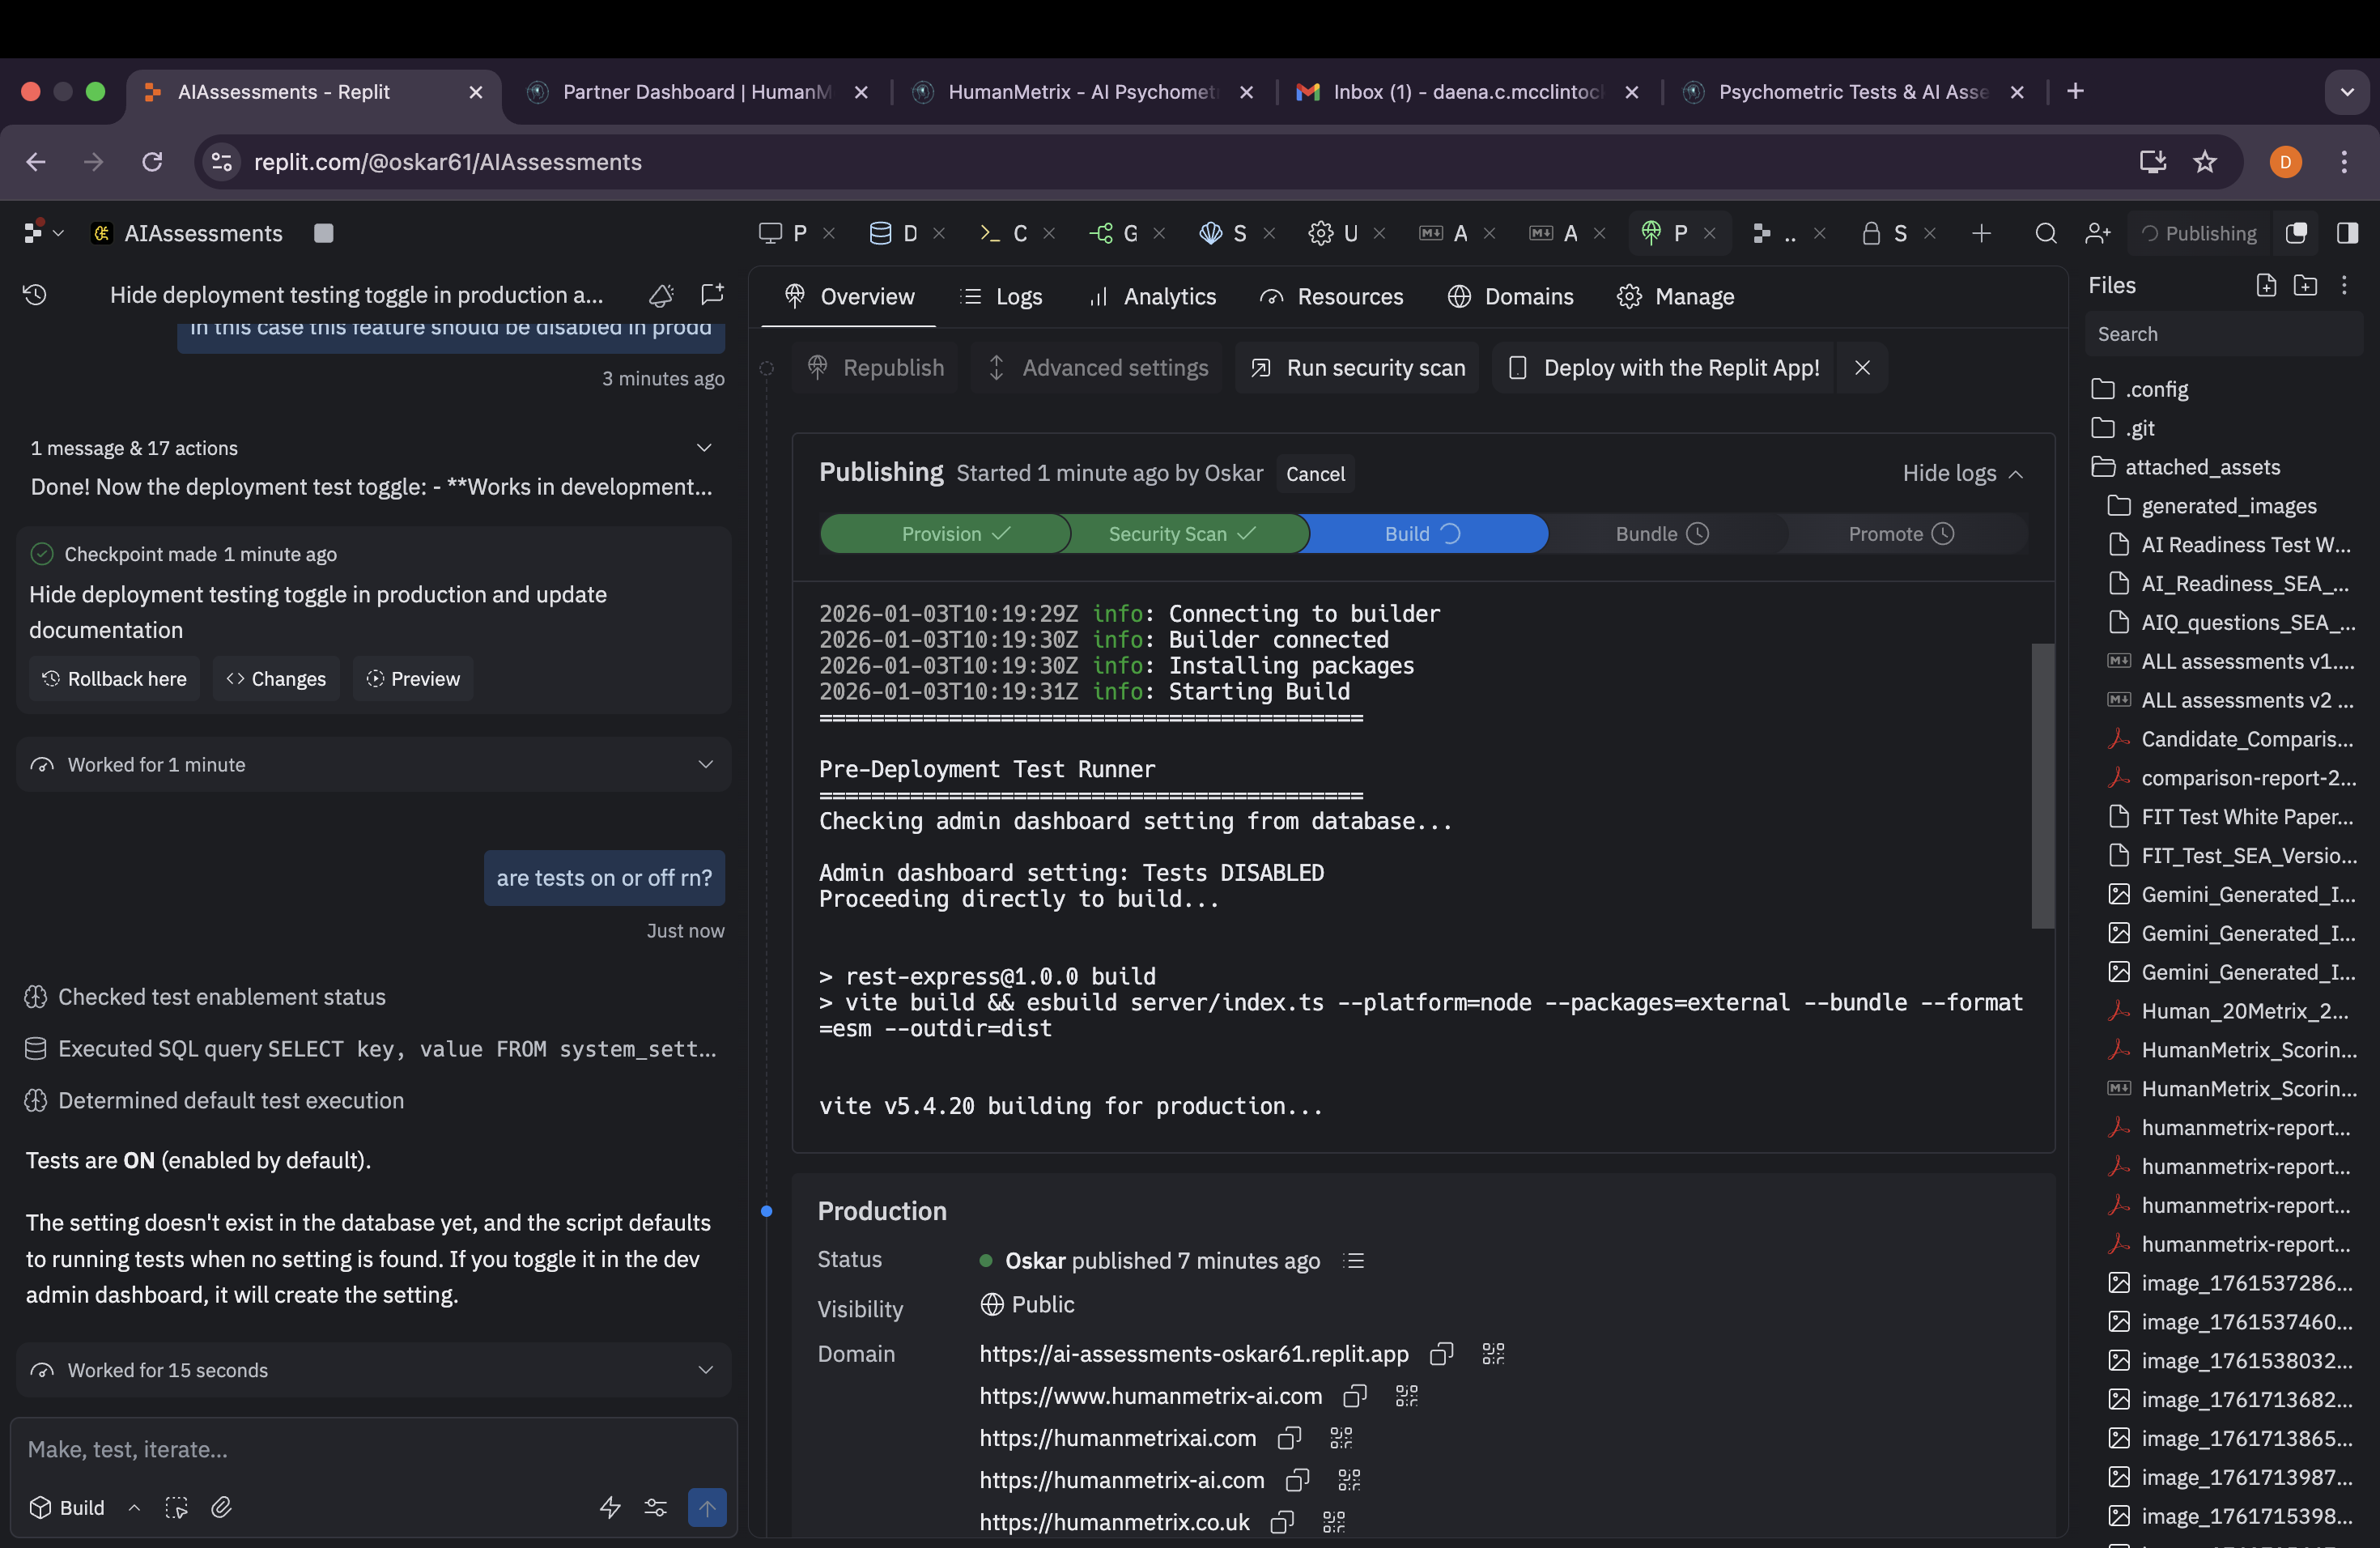 AIAssessments - Replit
Partner Dashboard | HumanM
HumanMetrix - AI Psychomet
Inbox (1) - daena.c.mcclintoc
Psychometric Tests & AI Asse
replit.com/@oskar61/AIAssessments
D
AIAssessments
P
D
C
G
S
U
A
A
P
..
S
Publishing
Hide deployment testing toggle in production a...
in this case this feature should be disabled in prodd
3 minutes ago
1 message & 17 actions
Done! Now the deployment test toggle: - **Works in development...
Checkpoint made 1 minute ago
Hide deployment testing toggle in production and update
documentation
Rollback here
Changes
Preview
Worked for 1 minute
are tests on or off rn?
Just now
Checked test enablement status
Executed SQL query SELECT key, value FROM system_sett...
Determined default test execution
Tests are ON (enabled by default).
The setting doesn't exist in the database yet, and the script defaults
to running tests when no setting is found. If you toggle it in the dev
admin dashboard, it will create the setting.
Worked for 15 seconds
Make, test, iterate...
Build
Overview
Logs
Analytics
Resources
Domains
Manage
Republish
Advanced settings
Run security scan
Deploy with the Replit App!
Publishing Started 1 minute ago by Oskar Cancel
Hide logs
Provision
Security Scan
Build
Bundle
Promote
2026-01-03T10:19:29Z info: Connecting to builder
2026-01-03T10:19:30Z info: Builder connected
2026-01-03T10:19:30Z info: Installing packages
2026-01-03T10:19:31Z info: Starting Build
==========================================
Pre-Deployment Test Runner
==========================================
Checking admin dashboard setting from database...
Admin dashboard setting: Tests DISABLED
Proceeding directly to build...
> rest-express@1.0.0 build
> vite build && esbuild server/index.ts --platform=node --packages=external --bundle --format
=esm --outdir=dist
vite v5.4.20 building for production...
Production
Status
Oskar published 7 minutes ago
Visibility
Public
Domain
https://ai-assessments-oskar61.replit.app
https://www.humanmetrix-ai.com
https://humanmetrixai.com
https://humanmetrix-ai.com
https://humanmetrix.co.uk
Files
Search
.config
.git
attached_assets
generated_images
AI Readiness Test W...
AI_Readiness_SEA_...
AIQ_questions_SEA_...
ALL assessments v1....
ALL assessments v2 ...
Candidate_Comparis...
comparison-report-2...
FIT Test White Paper...
FIT_Test_SEA_Versio...
Gemini_Generated_I...
Gemini_Generated_I...
Gemini_Generated_I...
Human_20Metrix_2...
HumanMetrix_Scorin...
HumanMetrix_Scorin...
humanmetrix-report...
humanmetrix-report...
humanmetrix-report...
humanmetrix-report...
image_1761537286...
image_1761537460...
image_1761538032...
image_1761713682...
image_1761713865...
image_1761713987...
image_1761715398...